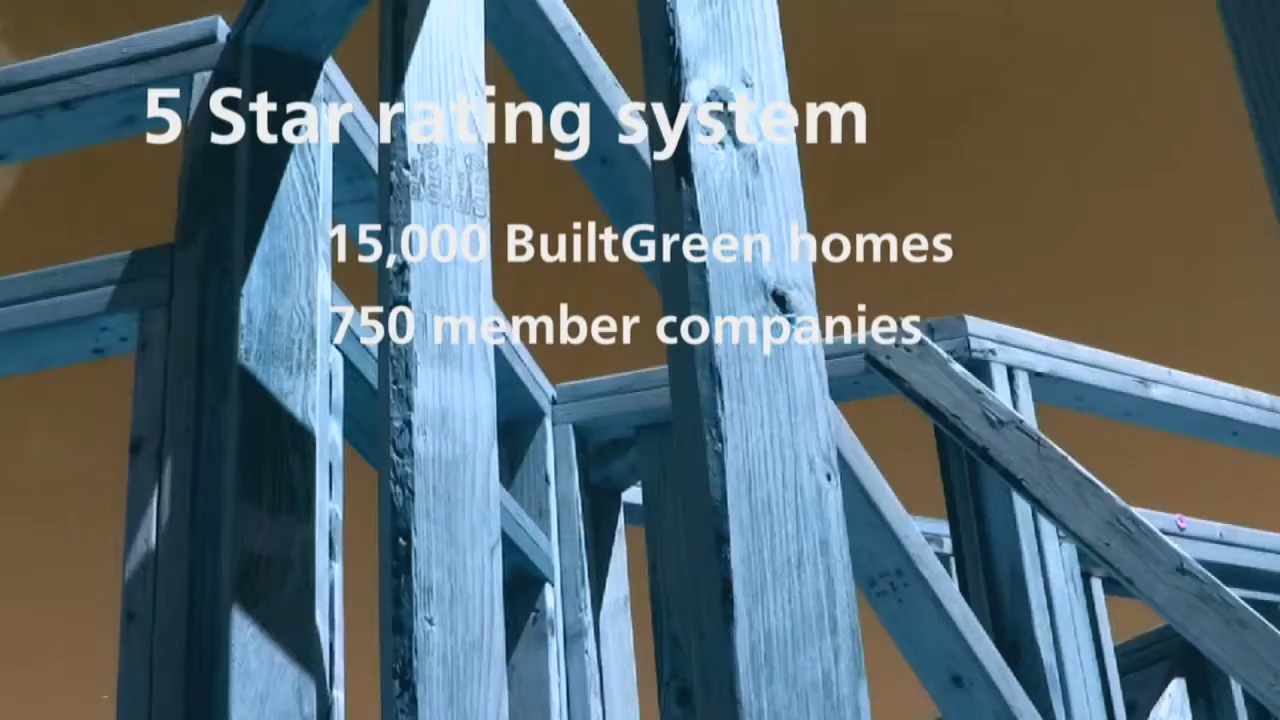 5 Star rating system
15,000 BuiltGreen homes
750 member companies